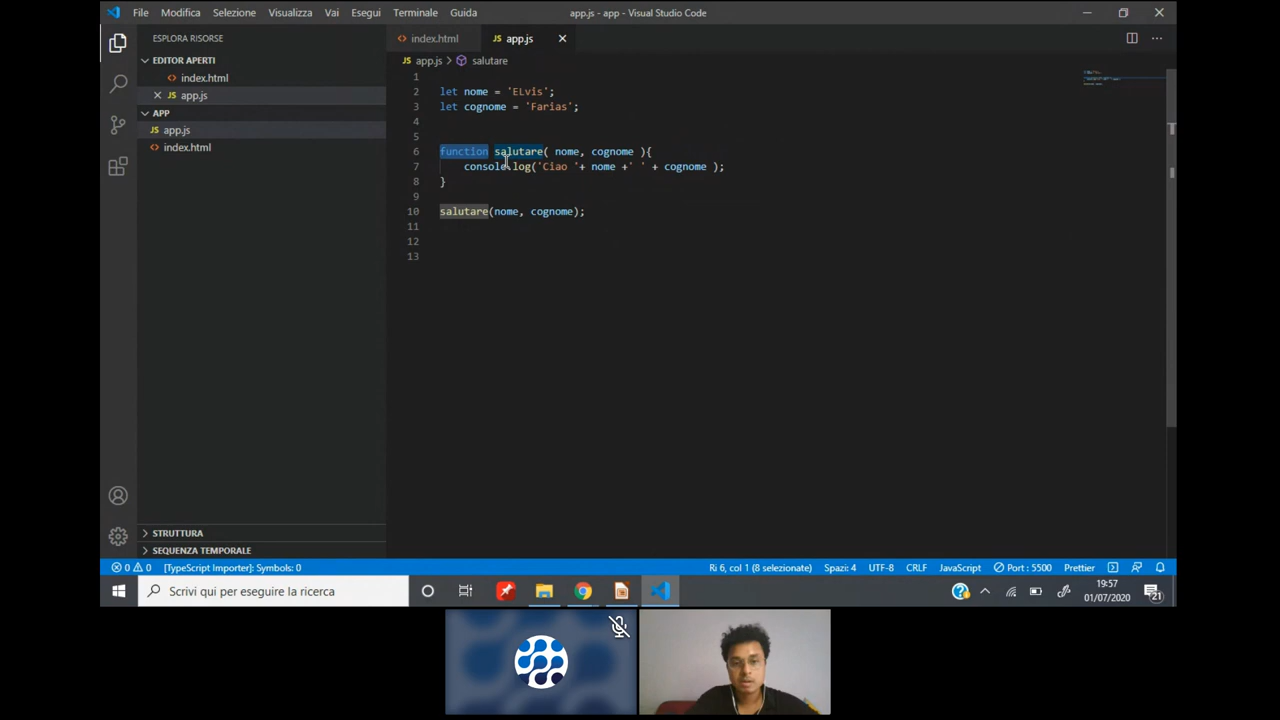 File Modifica Selezione Visualizza Vai Esegui Terminale Guida app.js - app - Visual Studio Code
ESPLORA RISORSE
index.html
JS app.js
EDITOR APERTI
index.html
JS app.js
APP
JS app.js
index.html
JS app.js > salutare
1
2 let nome = 'ELvis';
3 let cognome = 'Farias';
4
5
6 function salutare( nome, cognome ){
7 console.log('Ciao '+ nome +' ' + cognome );
8 }
9
10 salutare(nome, cognome);
11
12
13
STRUTTURA
SEQUENZA TEMPORALE
0 0 [TypeScript Importer]: Symbols: 0 Ri 6, col 1 (8 selezionate) Spazi: 4 UTF-8 CRLF JavaScript Port : 5500 Prettier
Scrivi qui per eseguire la ricerca
19:57
01/07/2020
21